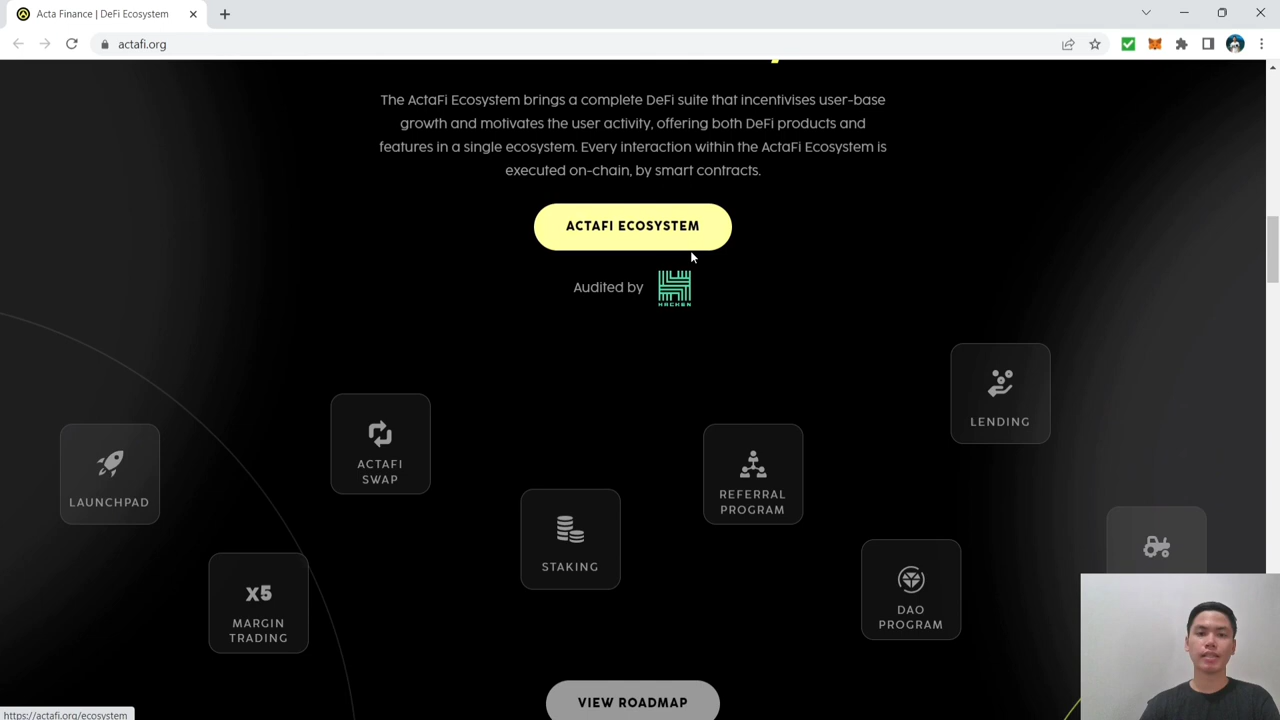 Acta Finance | DeFi Ecosystem
actafi.org
The ActaFi Ecosystem brings a complete DeFi suite that incentivises user-base
growth and motivates the user activity, offering both DeFi products and
features in a single ecosystem. Every interaction within the ActaFi Ecosystem is
executed on-chain, by smart contracts.
ACTAFI ECOSYSTEM
Audited by
HACKEN
LENDING
ACTAFI
SWAP
LAUNCHPAD
REFERRAL
PROGRAM
STAKING
x5
MARGIN
TRADING
DAO
PROGRAM
VIEW ROADMAP
https://actafi.org/ecosystem